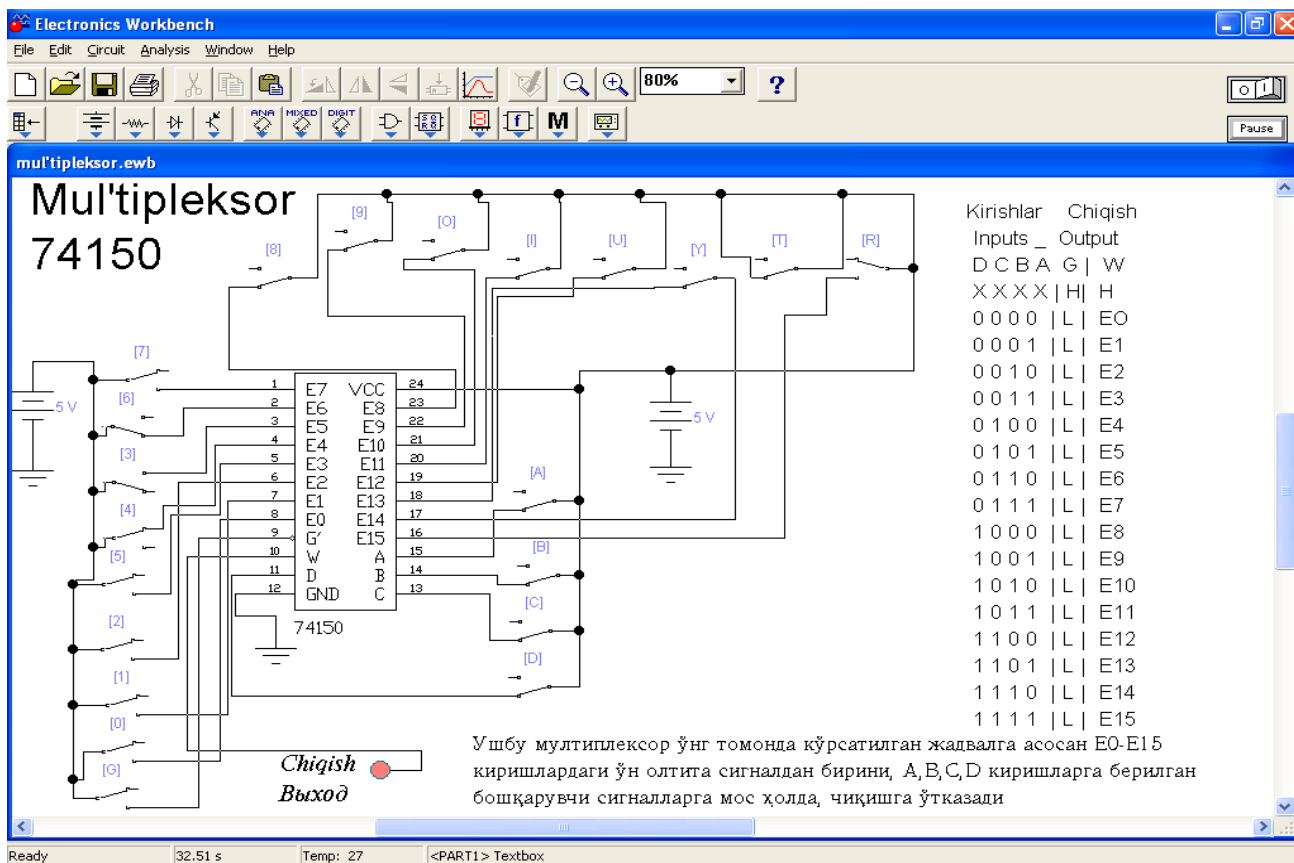 Electronics Workbench
File Edit Circuit Analysis Window Help
80%
?
ANA MIXED DIGIT
M
Pause
mul'tipleksor.ewb
Mul'tipleksor
74150
[8]
[9]
[O]
[I]
[U]
[Y]
[T]
[R]
[7]
[6]
[3]
[4]
[5]
[2]
[1]
[0]
[G]
5 V
5 V
[A]
[B]
[C]
[D]
1 E7 VCC 24
2 E6 E8 23
3 E5 E9 22
4 E4 E10 21
5 E3 E11 20
6 E2 E12 19
7 E1 E13 18
8 E0 E14 17
9 G' E15 16
10 W A 15
11 D B 14
12 GND C 13
74150
Chiqish
Выход
Kirishlar Chiqish
Inputs _ Output
D C B A G | W
X X X X | H | H
0 0 0 0 | L | EO
0 0 0 1 | L | E1
0 0 1 0 | L | E2
0 0 1 1 | L | E3
0 1 0 0 | L | E4
0 1 0 1 | L | E5
0 1 1 0 | L | E6
0 1 1 1 | L | E7
1 0 0 0 | L | E8
1 0 0 1 | L | E9
1 0 1 0 | L | E10
1 0 1 1 | L | E11
1 1 0 0 | L | E12
1 1 0 1 | L | E13
1 1 1 0 | L | E14
1 1 1 1 | L | E15
Ушбу мултиплексор ўнг томонда кўрсатилган жадвалга асосан E0-E15
киришлардаги ўн олтита сигналдан бирини, A,B,C,D киришларга берилган
бошқарувчи сигналларга мос ҳолда, чиқишга ўтказади
Ready 32.51 s Temp: 27 <PART1> Textbox